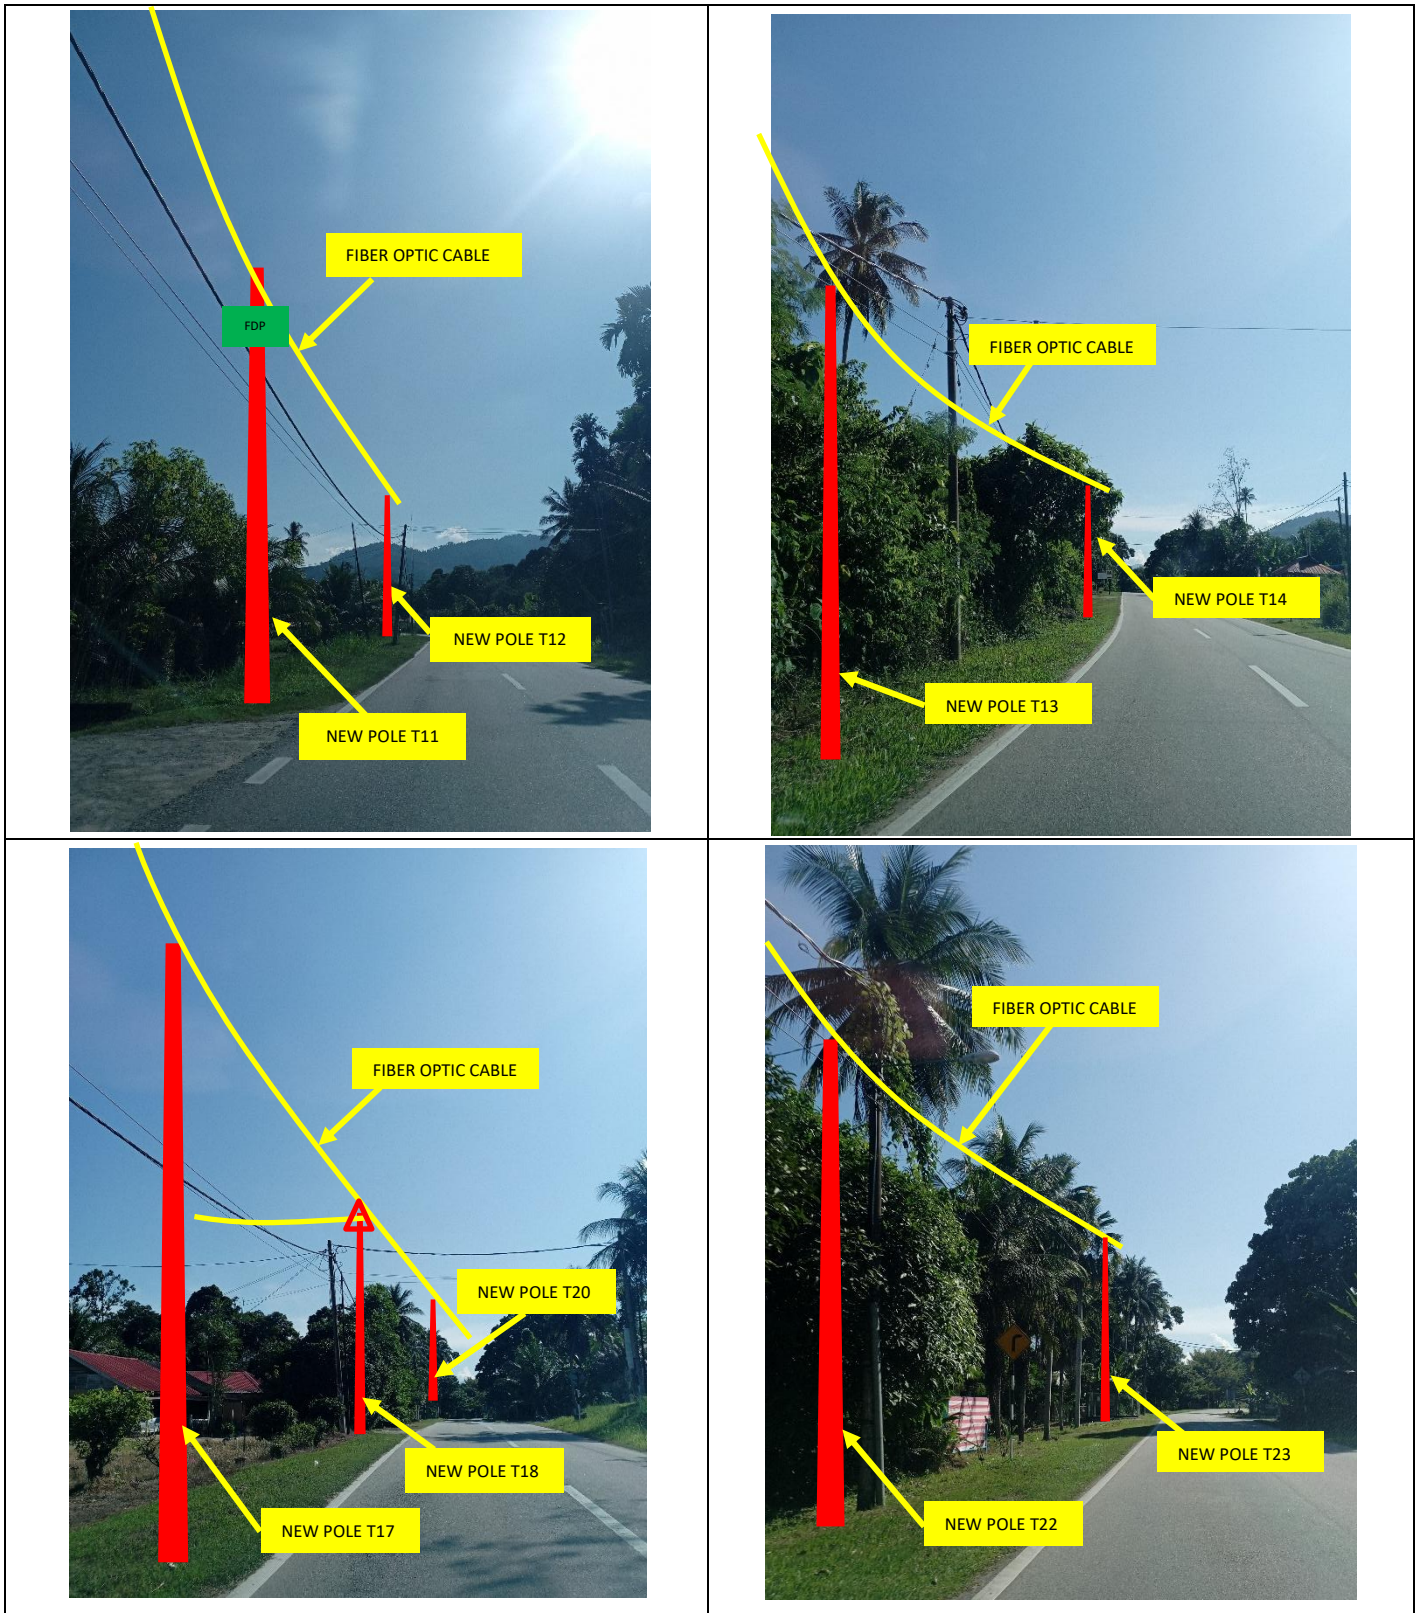 FIBER OPTIC CABLE
FDP
NEW POLE T12
NEW POLE T11
FIBER OPTIC CABLE
NEW POLE T14
NEW POLE T13
FIBER OPTIC CABLE
NEW POLE T20
NEW POLE T18
NEW POLE T17
FIBER OPTIC CABLE
NEW POLE T23
NEW POLE T22